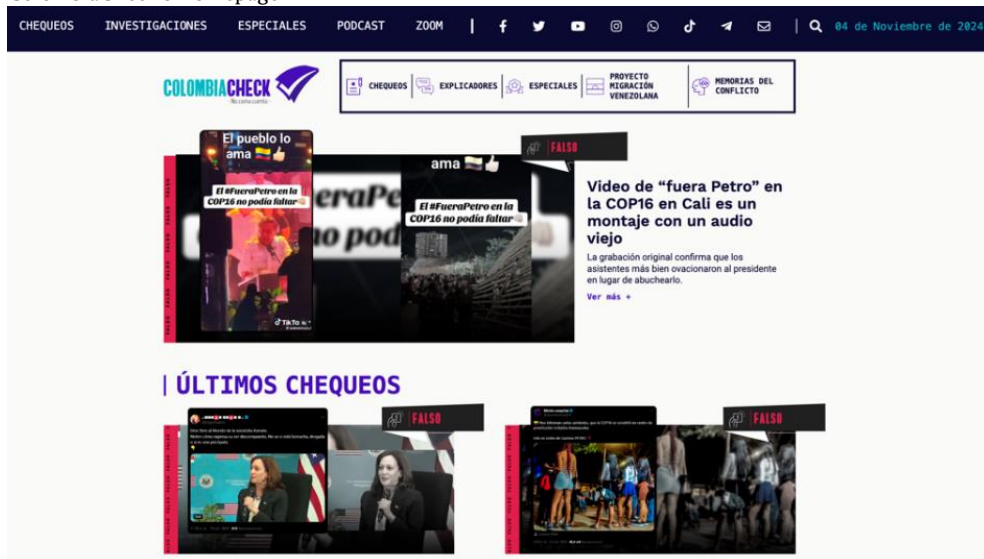 CHEQUEOS INVESTIGACIONES ESPECIALES PODCAST ZOOM | | 04 de Noviembre de 2024
COLOMBIACHECK
CHEQUEOS
EXPLICADORES
ESPECIALES
PROYECTO
MIGRACIÓN
VENEZOLANA
MEMORIAS DEL
CONFLICTO
El pueblo lo
ama
El #FueraPetro en la
COP16 no podía faltar
TikTo
ama
eraPe
no pod
El #FueraPetro en la
COP16 no podía faltar
FALSO
Video de “fuera Petro” en
la COP16 en Cali es un
montaje con un audio
viejo
La grabación original confirma que los
asistentes más bien ovacionaron al presidente
en lugar de abuchearlo.
Ver más +
| ÚLTIMOS CHEQUEOS
FALSO
FALSO